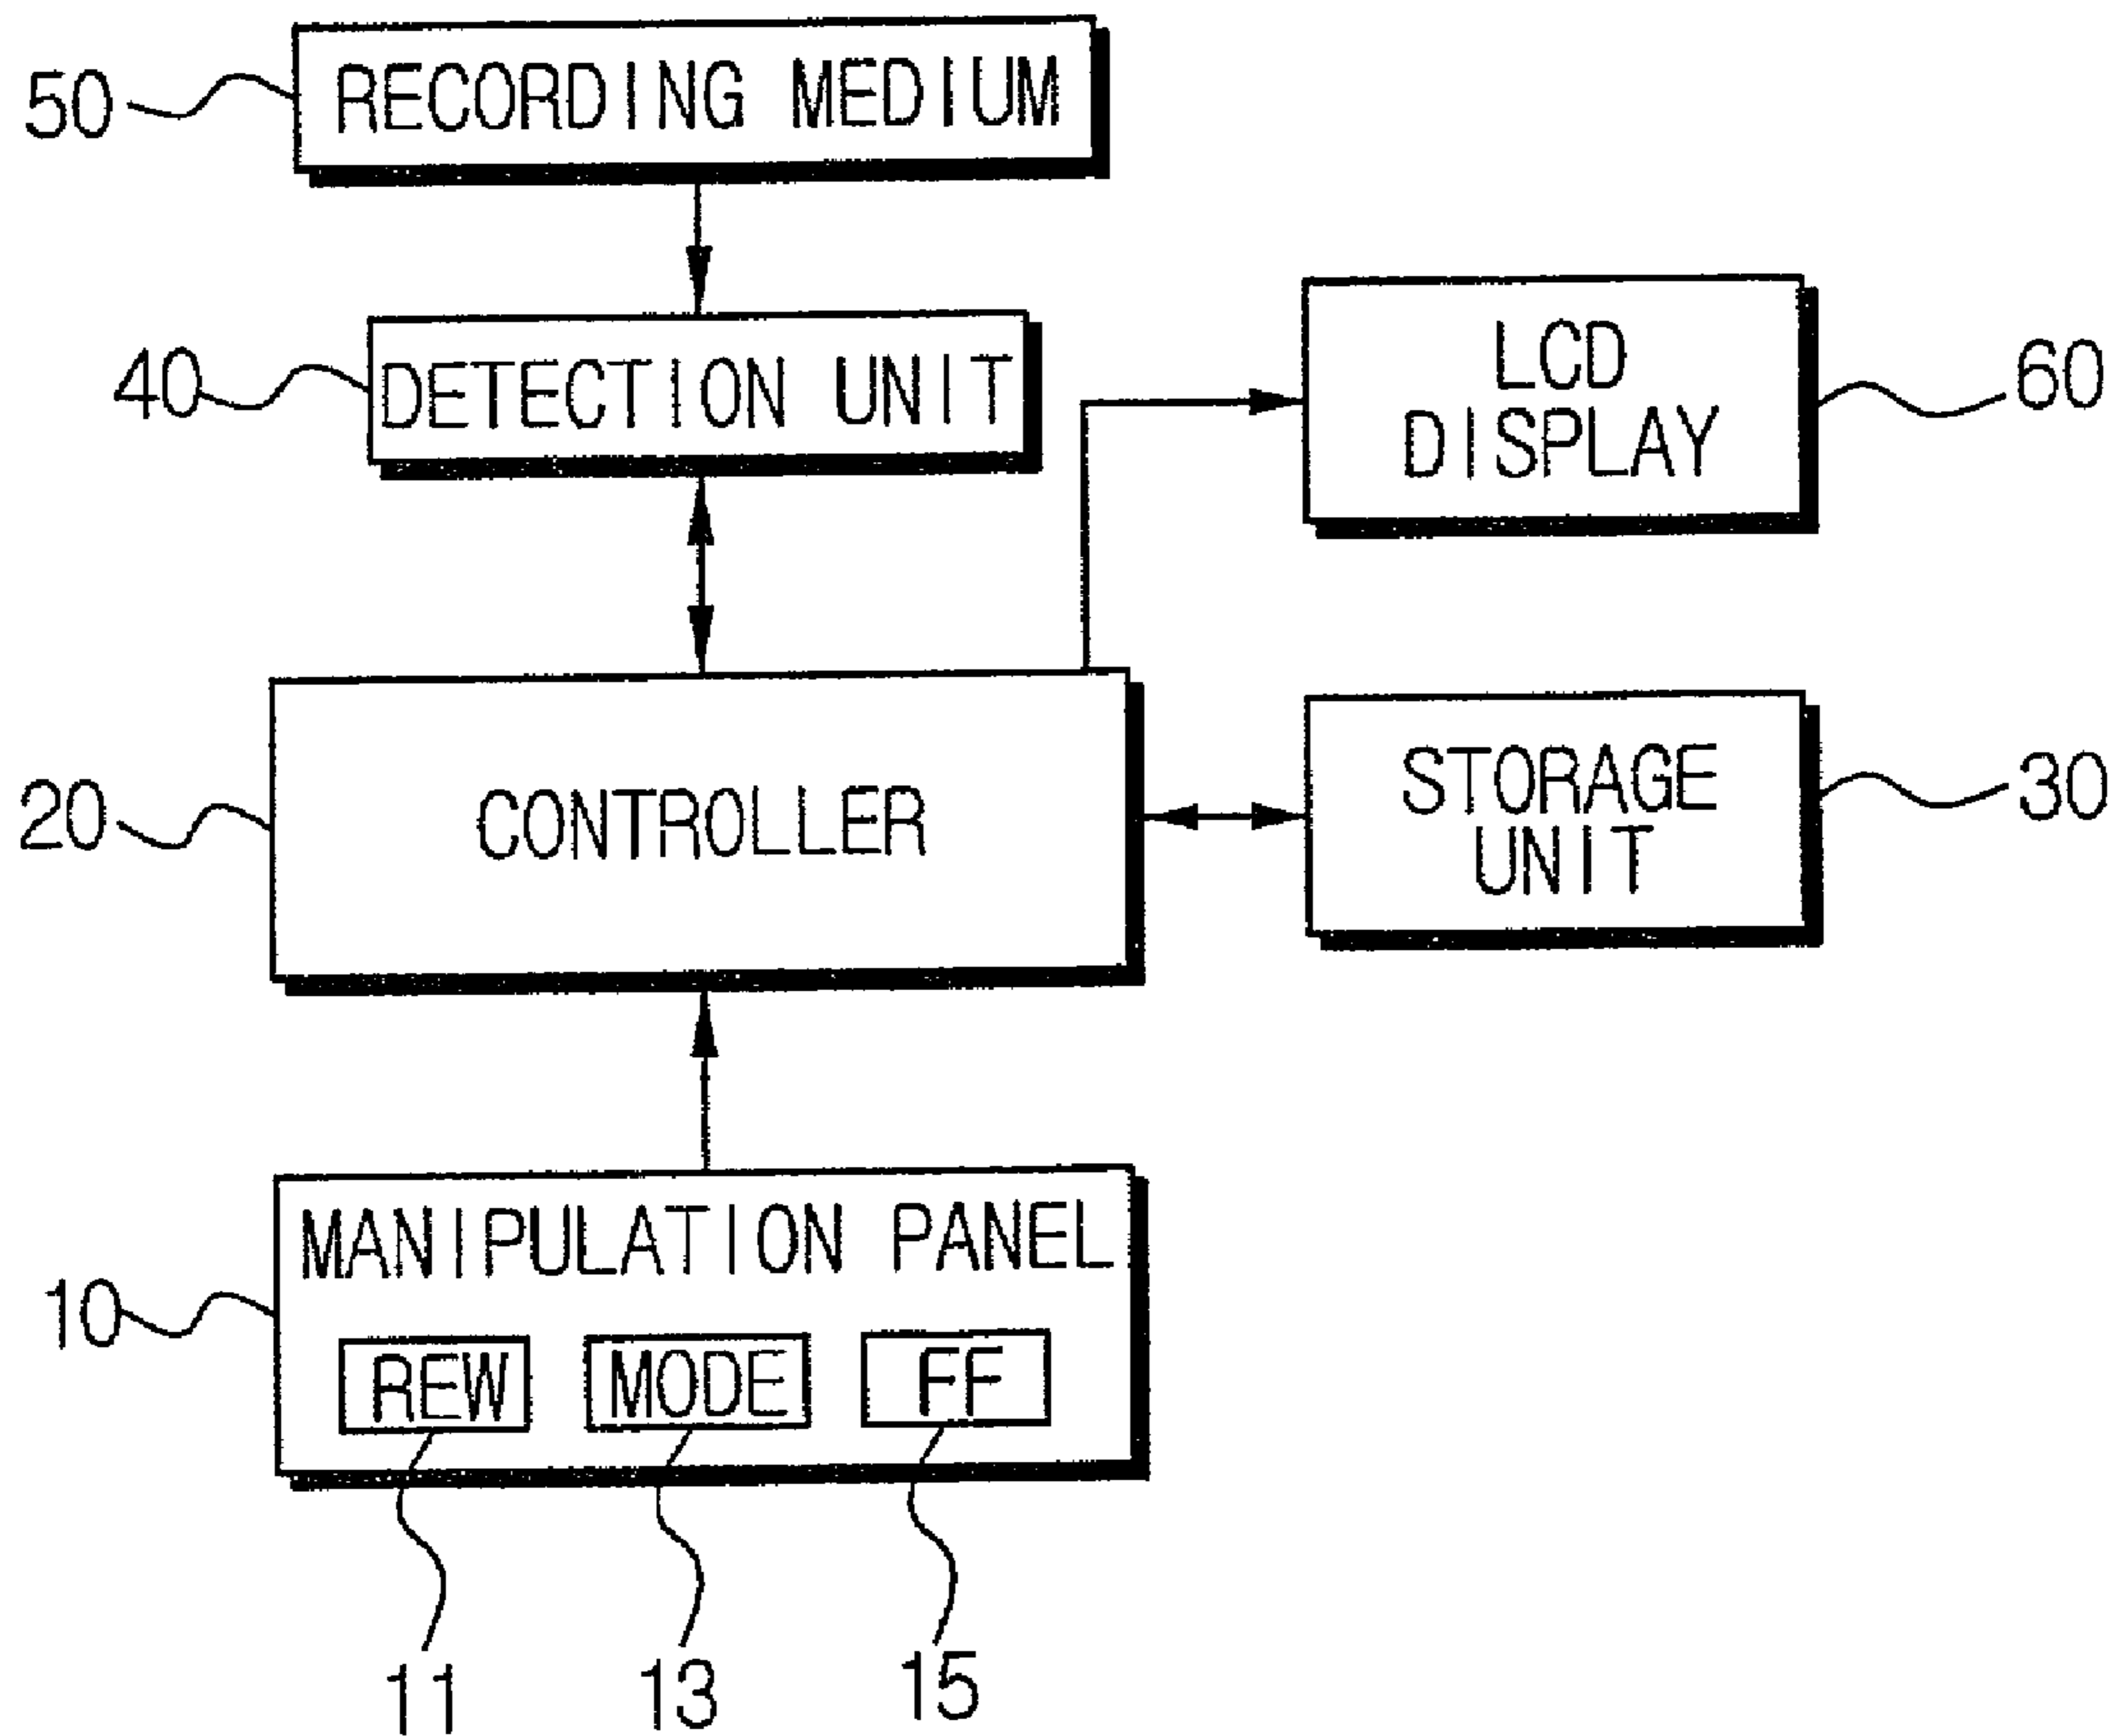 50
RECORDING MEDIUM
40
DETECTION UNIT
LCD
DISPLAY
60
20
CONTROLLER
STORAGE
UNIT
30
10
MANIPULATION PANEL
REW
MODE
FF
11
13
15